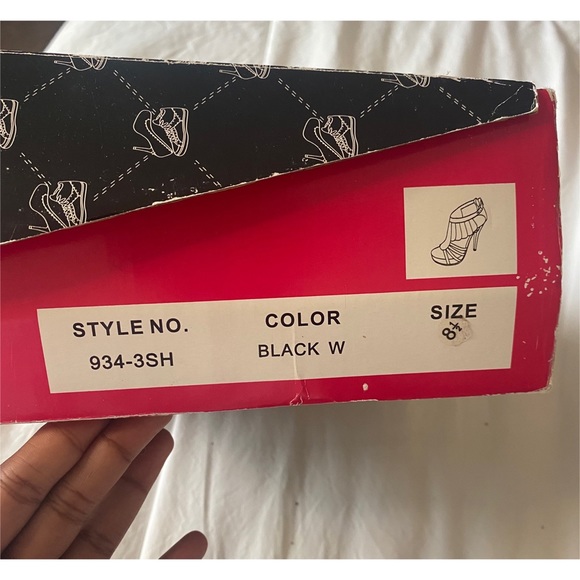 STYLE NO. COLOR SIZE
934-3SH BLACK W 8½